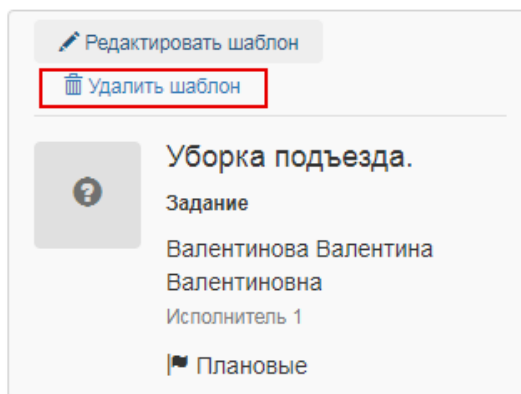 Редактировать шаблон
Удалить шаблон
Уборка подъезда.
Задание
Валентинова Валентина
Валентиновна
Исполнитель 1
Плановые